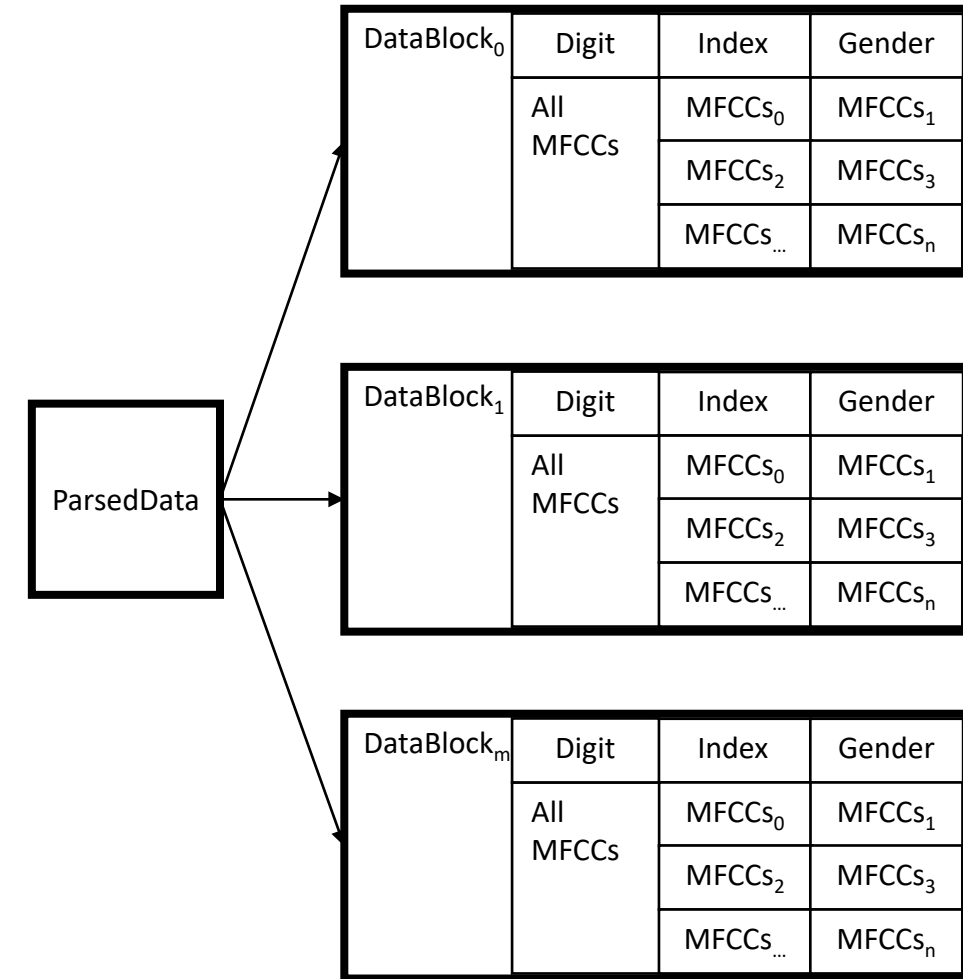 DataBlock₀ Digit Index Gender
All MFCCs₀ MFCCs₁
MFCCs
MFCCs₂ MFCCs₃
MFCCs... MFCCsₙ
ParsedData
DataBlock₁ Digit Index Gender
All MFCCs₀ MFCCs₁
MFCCs
MFCCs₂ MFCCs₃
MFCCs... MFCCsₙ
DataBlockₘ Digit Index Gender
All MFCCs₀ MFCCs₁
MFCCs
MFCCs₂ MFCCs₃
MFCCs... MFCCsₙ